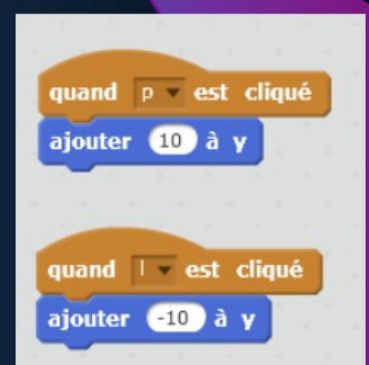 quand p est cliqué
ajouter 10 à y
quand l est cliqué
ajouter -10 à y